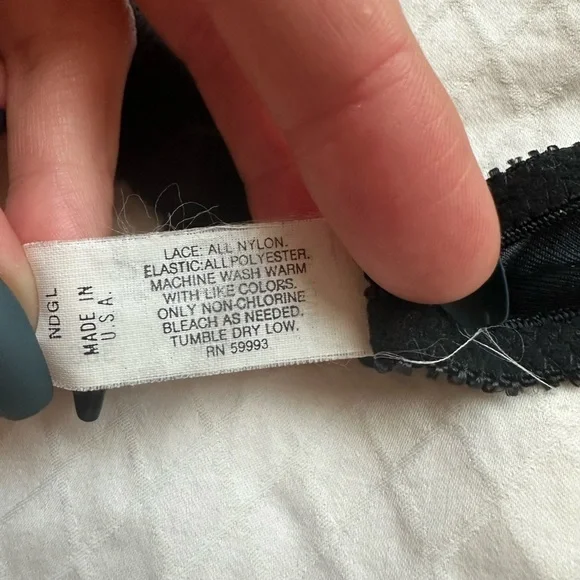 NDGL
MADE IN
U.S.A.
LACE: ALL NYLON.
ELASTIC:ALL POLYESTER.
MACHINE WASH WARM
WITH LIKE COLORS.
ONLY NON-CHLORINE
BLEACH AS NEEDED.
TUMBLE DRY LOW.
RN 59993